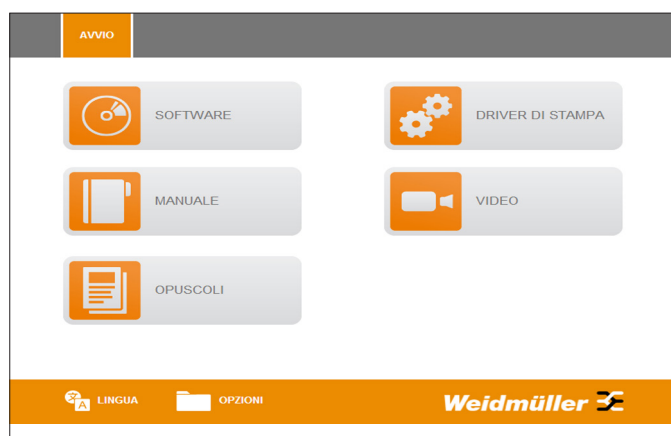 AVVIO
SOFTWARE
DRIVER DI STAMPA
MANUALE
VIDEO
OPUSCOLI
LINGUA
OPZIONI
Weidmüller